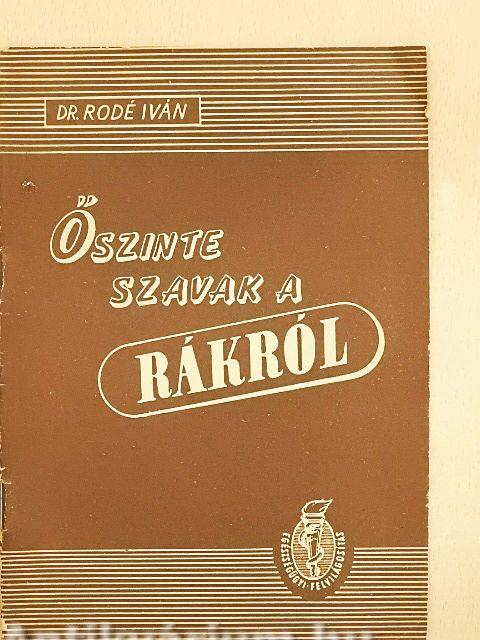 DR. RODÉ IVÁN
ŐSZINTE
SZAVAK A
RÁKRÓL
EGÉSZSÉGÜGYI FELVILÁGOSÍTÁS